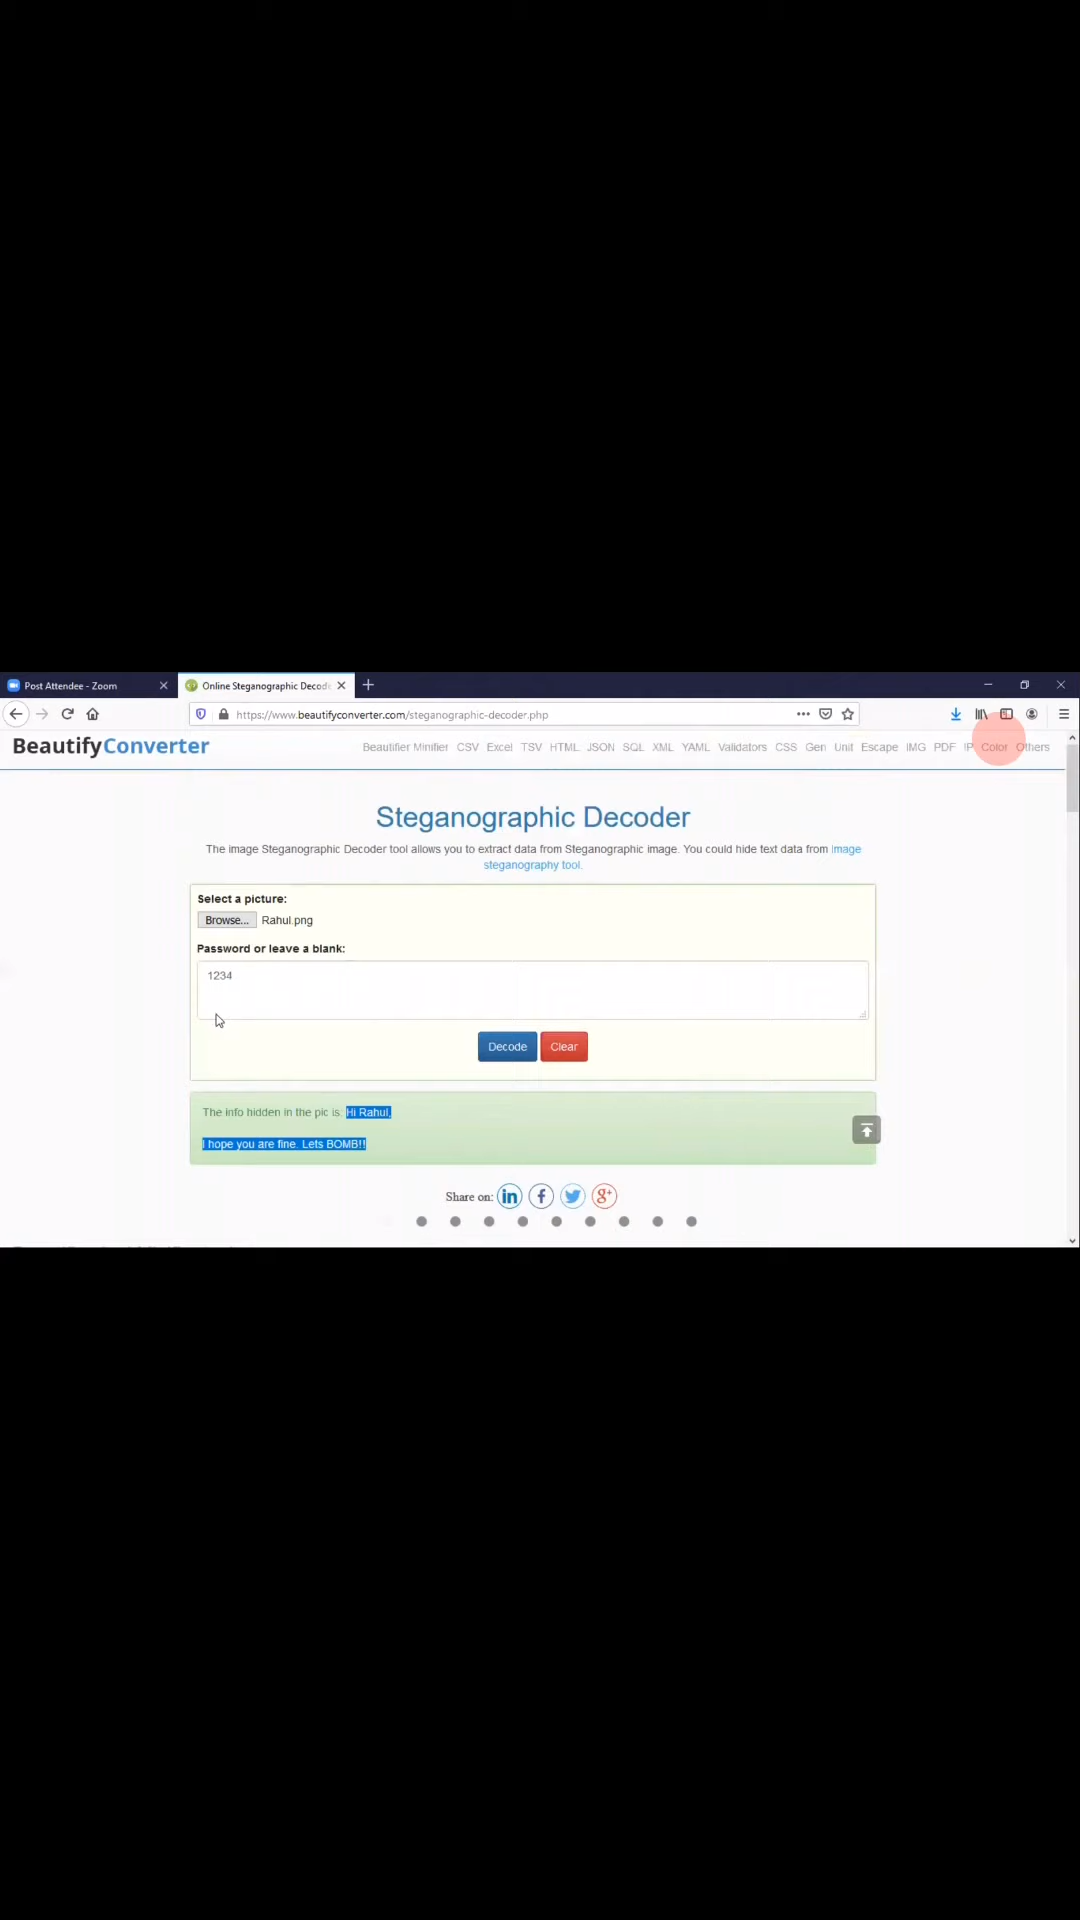 Post Attendee - Zoom
Online Steganographic Decod
https://www.beautifyconverter.com/steganographic-decoder.php
BeautifyConverter
Beautifier Minifier CSV Excel TSV HTML JSON SQL XML YAML Validators CSS Gen Unit Escape IMG PDF IP Color Others
Steganographic Decoder
The image Steganographic Decoder tool allows you to extract data from Steganographic image. You could hide text data from image
steganography tool.
Select a picture:
Browse... Rahul.png
Password or leave a blank:
1234
Decode Clear
The info hidden in the pic is: Hi Rahul,
I hope you are fine. Lets BOMB!!
Share on: in f g+